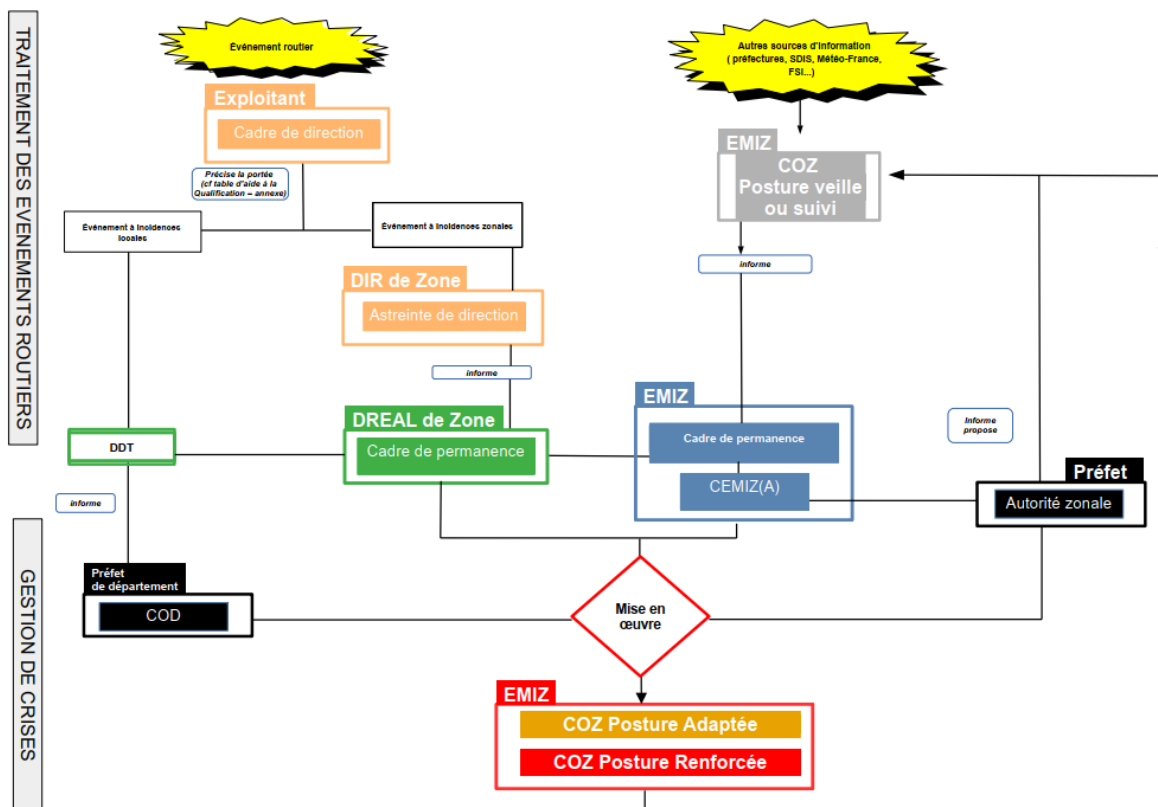 TRAITEMENT DES EVENEMENTS ROUTIERS
Événement routier
Autres sources d'information
( préfectures, SDIS, Météo-France,
FSI...)
Exploitant
Cadre de direction
Précise la portée
(cf table d'aide à la
Qualification – annexe)
EMIZ
COZ
Posture veille
ou suivi
Événement à incidences
locales
Événement à incidences zonales
informe
DIR de Zone
Astreinte de direction
informe
DREAL de Zone
Cadre de permanence
EMIZ
Cadre de permanence
CEMIZ(A)
Informe
propose
DDT
Préfet
Autorité zonale
informe
GESTION DE CRISES
Préfet
de département
COD
Mise en
œuvre
EMIZ
COZ Posture Adaptée
COZ Posture Renforcée